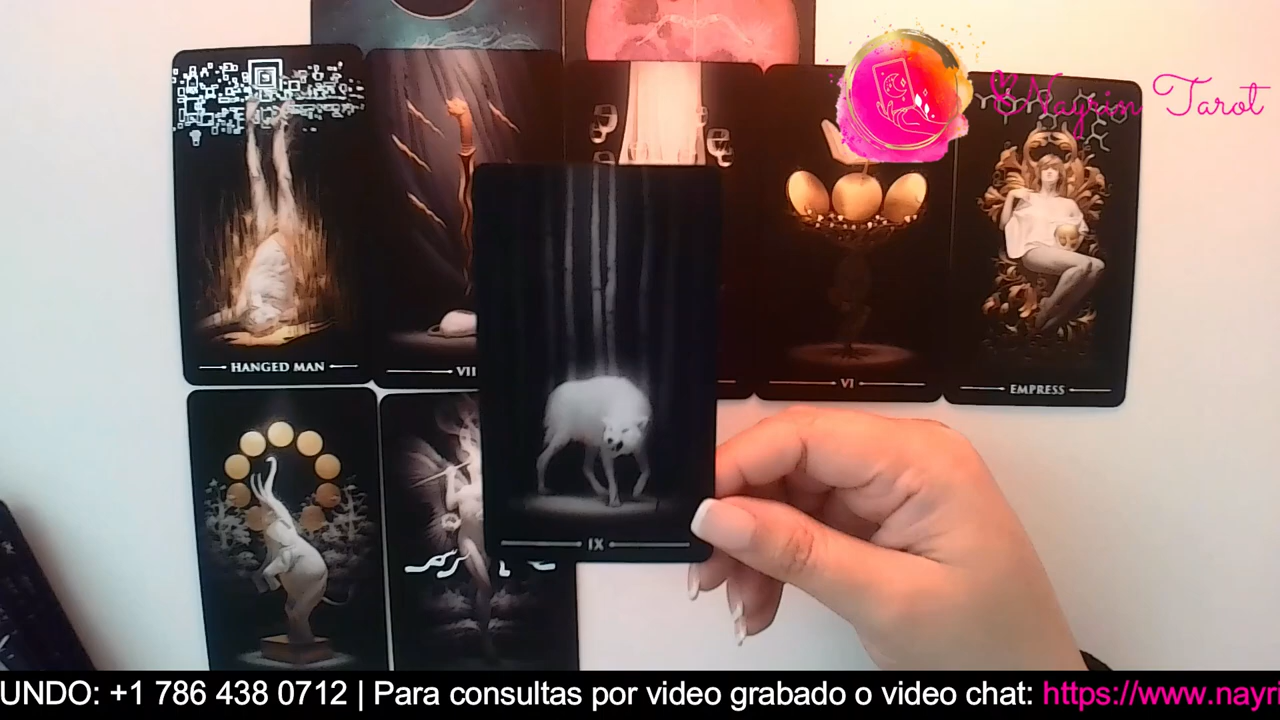 Nayrin Tarot
HANGED MAN
VII
VI
EMPRESS
IX
UNDO: +1 786 438 0712 | Para consultas por video grabado o video chat: https://www.nayri